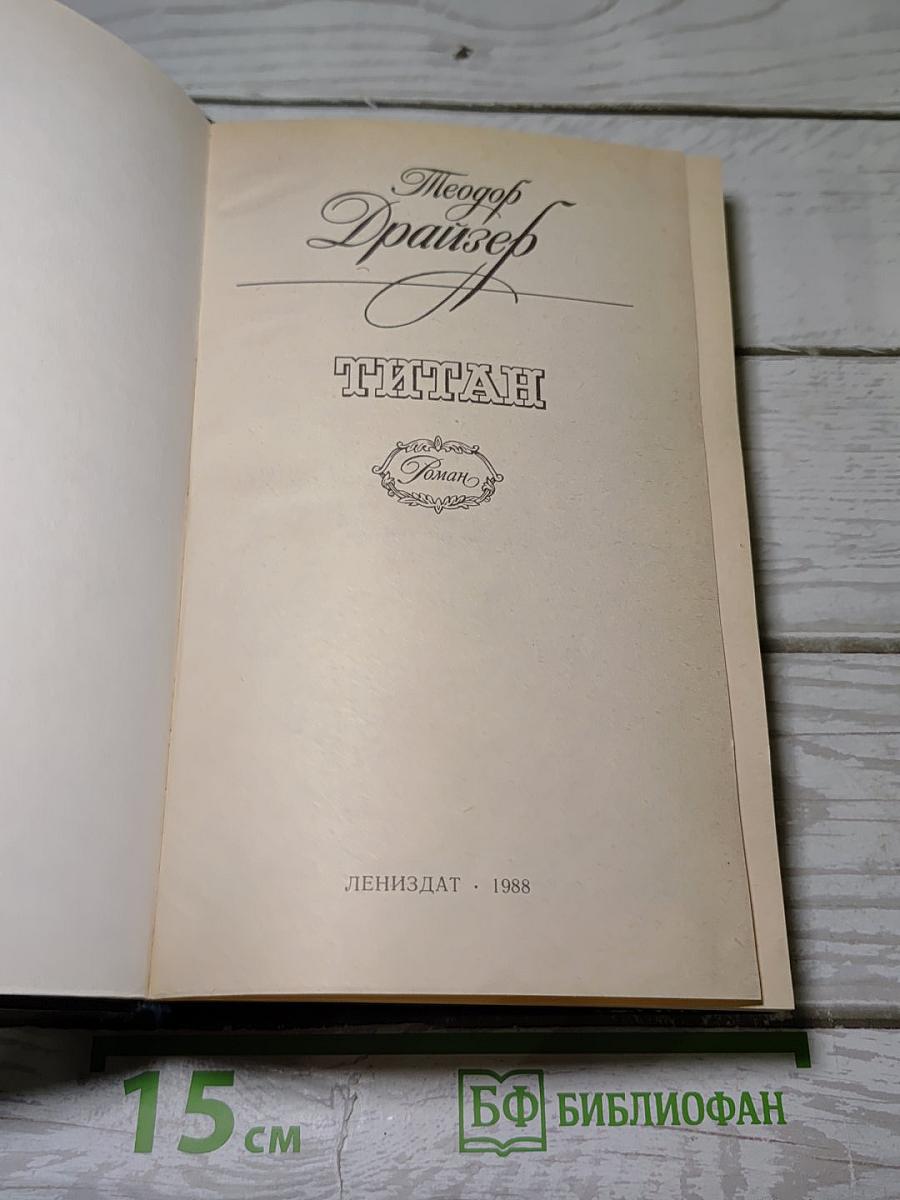 Теодор
Драйзер
ТИТАН
Роман
ЛЕНИЗДАТ · 1988
15 см
БФ БИБЛИОФАН